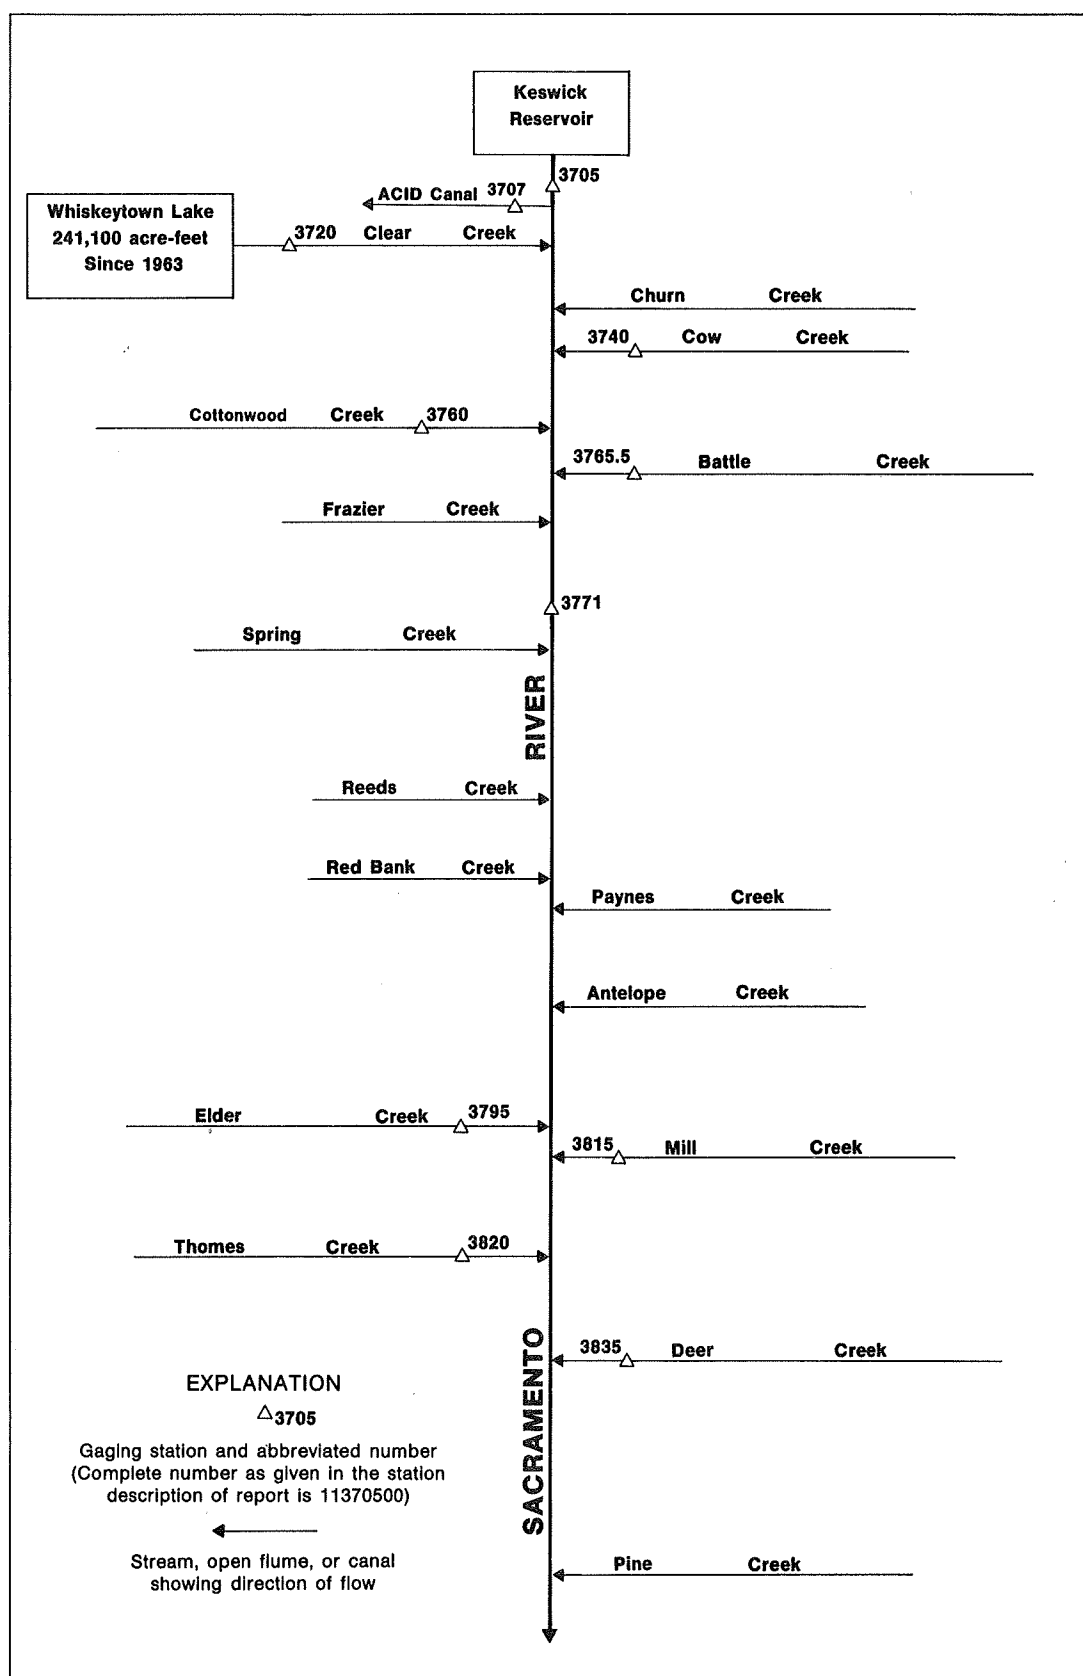 Keswick
Reservoir
3705
ACID Canal 3707
Whiskeytown Lake
241,100 acre-feet
Since 1963
3720 Clear Creek
Churn Creek
3740 Cow Creek
Cottonwood Creek 3760
3765.5 Battle Creek
Frazier Creek
3771
Spring Creek
RIVER
Reeds Creek
Red Bank Creek
Paynes Creek
Antelope Creek
Elder Creek 3795
3815 Mill Creek
Thomes Creek 3820
SACRAMENTO
3835 Deer Creek
EXPLANATION
3705
Gaging station and abbreviated number
(Complete number as given in the station
description of report is 11370500)
Stream, open flume, or canal
showing direction of flow
Pine Creek